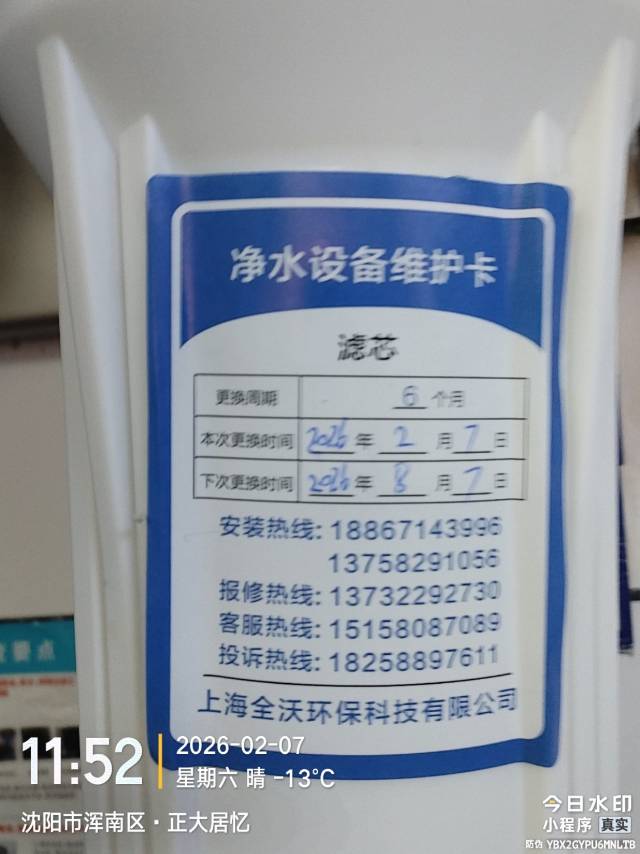 净水设备维护卡
滤芯
更换周期 6 个月
本次更换时间 2026 年 2 月 7 日
下次更换时间 2026 年 8 月 7 日
安装热线: 18867143996
13758291056
报修热线: 13732292730
客服热线: 15158087089
投诉热线: 18258897611
上海全沃环保科技有限公司
要点
11:52
2026-02-07
星期六 晴 -13℃
沈阳市浑南区·正大居忆
今日水印
小程序 真实
防伪 YBX2GYPU6MNLTB